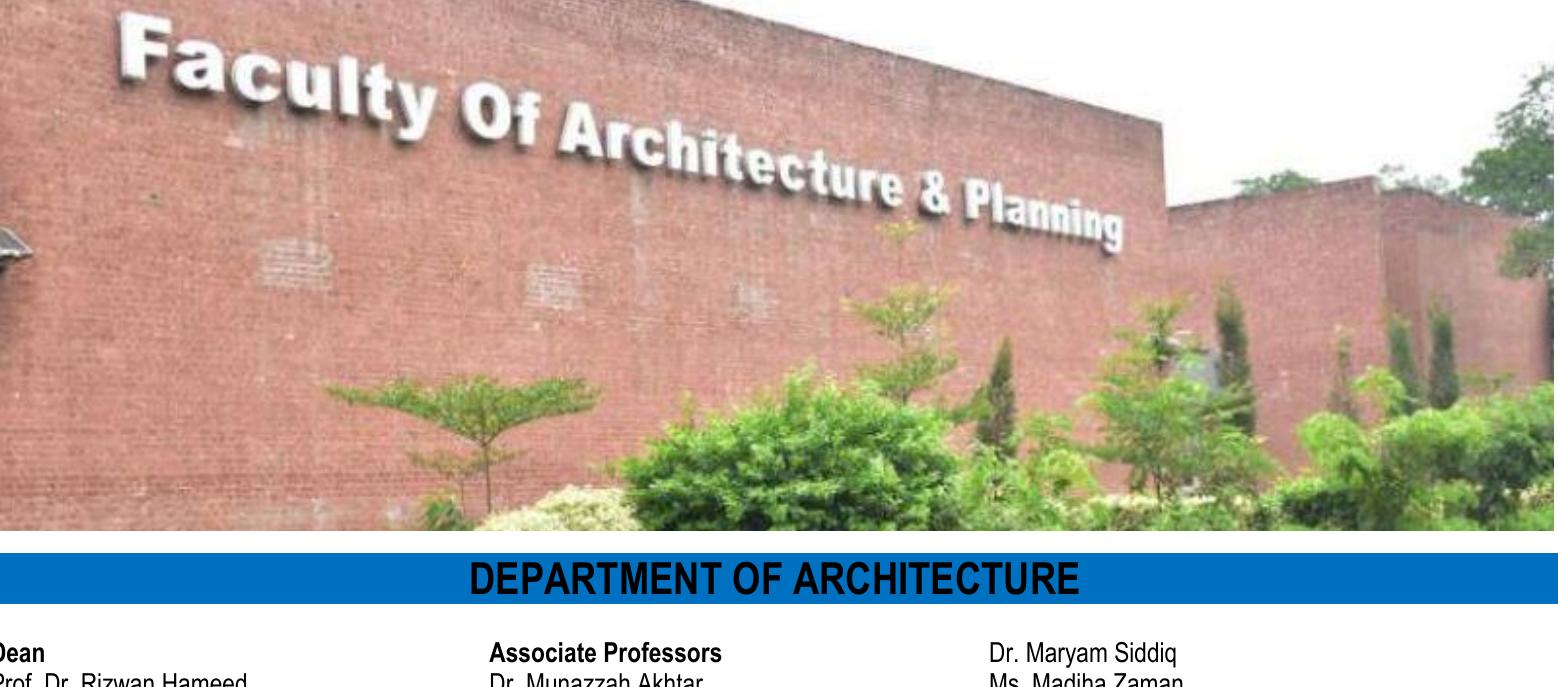 Faculty Of Architecture & Planning
DEPARTMENT OF ARCHITECTURE
Dean
Prof. Dr. Rizwan Hameed
Associate Professors
Dr. Munazzah Akhtar
Dr. Maryam Siddiq
Ms. Madiha Zaman